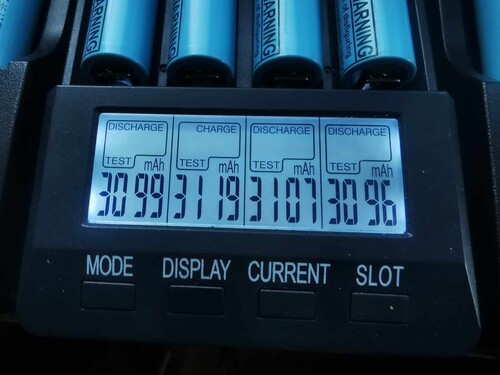 WARNING
WARNING
WARNING
DISCHARGE CHARGE DISCHARGE DISCHARGE
TEST mAh TEST mAh TEST mAh TEST mAh
3099 3119 3107 3096
MODE DISPLAY CURRENT SLOT